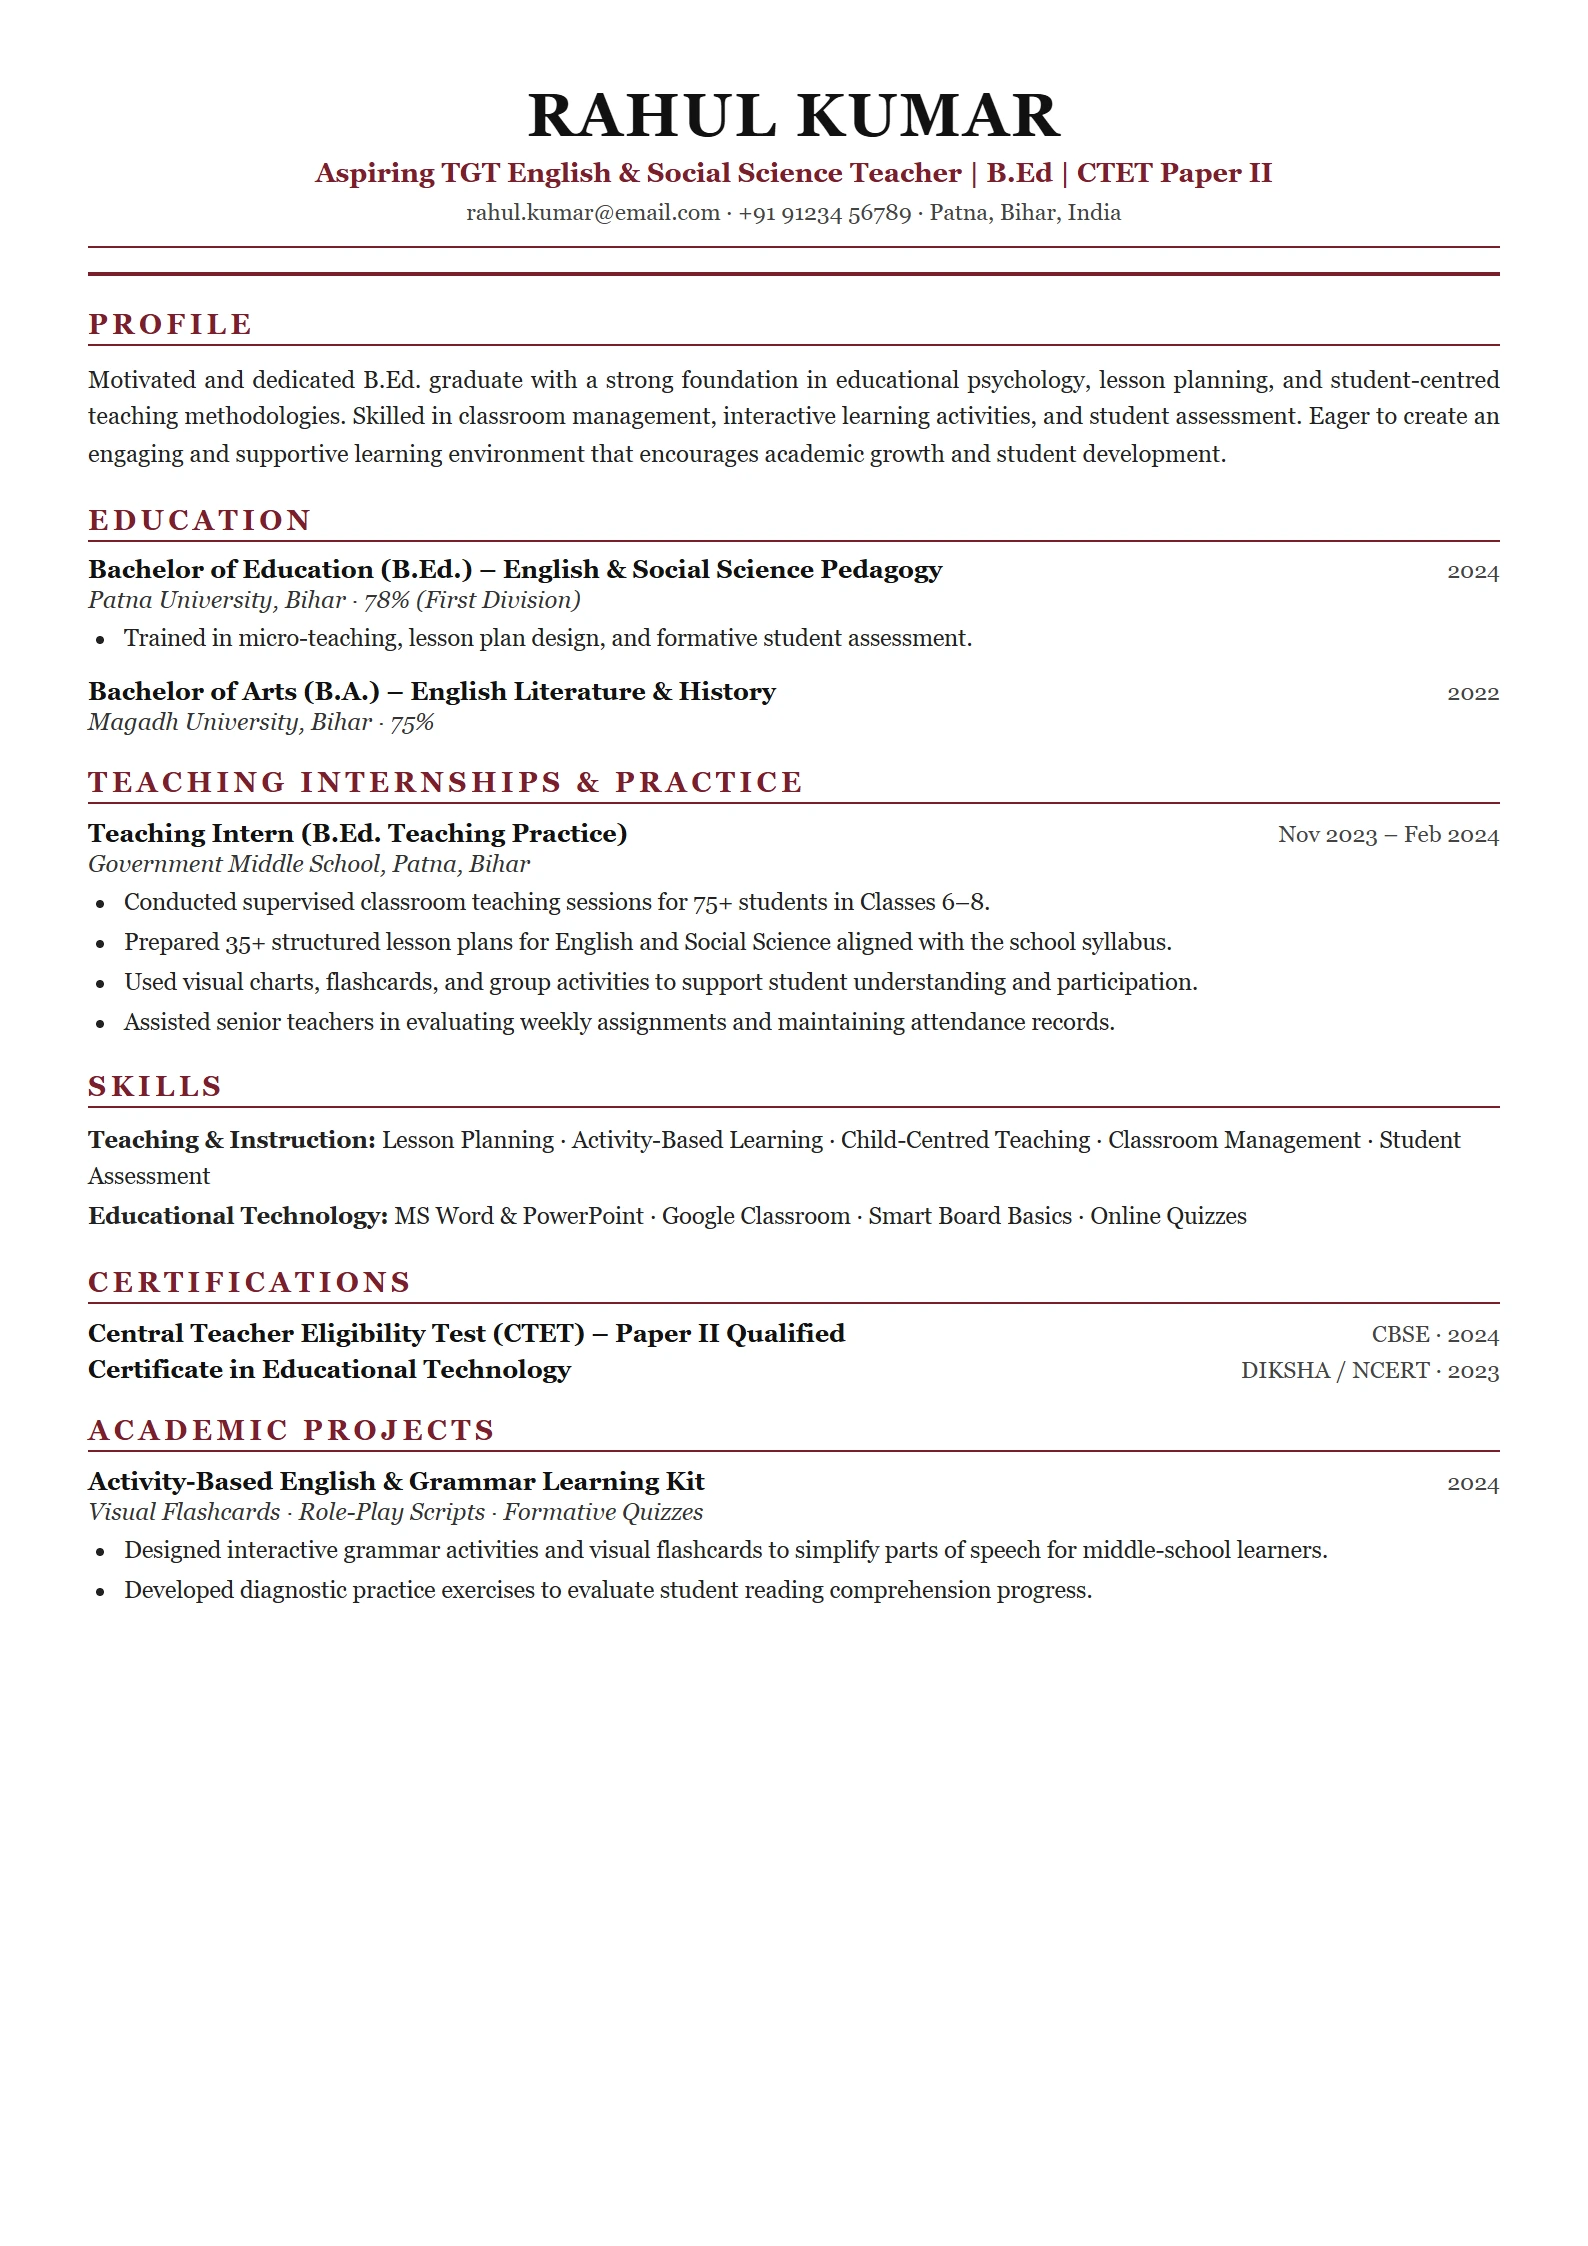 RAHUL KUMAR
Aspiring TGT English & Social Science Teacher | B.Ed | CTET Paper II
rahul.kumar@email.com · +91 91234 56789 · Patna, Bihar, India
PROFILE
Motivated and dedicated B.Ed. graduate with a strong foundation in educational psychology, lesson planning, and student-centred
teaching methodologies. Skilled in classroom management, interactive learning activities, and student assessment. Eager to create an
engaging and supportive learning environment that encourages academic growth and student development.
EDUCATION
Bachelor of Education (B.Ed.) – English & Social Science Pedagogy 2024
Patna University, Bihar · 78% (First Division)
• Trained in micro-teaching, lesson plan design, and formative student assessment.
Bachelor of Arts (B.A.) – English Literature & History 2022
Magadh University, Bihar · 75%
TEACHING INTERNSHIPS & PRACTICE
Teaching Intern (B.Ed. Teaching Practice) Nov 2023 – Feb 2024
Government Middle School, Patna, Bihar
• Conducted supervised classroom teaching sessions for 75+ students in Classes 6–8.
• Prepared 35+ structured lesson plans for English and Social Science aligned with the school syllabus.
• Used visual charts, flashcards, and group activities to support student understanding and participation.
• Assisted senior teachers in evaluating weekly assignments and maintaining attendance records.
SKILLS
Teaching & Instruction: Lesson Planning · Activity-Based Learning · Child-Centred Teaching · Classroom Management · Student
Assessment
Educational Technology: MS Word & PowerPoint · Google Classroom · Smart Board Basics · Online Quizzes
CERTIFICATIONS
Central Teacher Eligibility Test (CTET) – Paper II Qualified CBSE · 2024
Certificate in Educational Technology DIKSHA / NCERT · 2023
ACADEMIC PROJECTS
Activity-Based English & Grammar Learning Kit 2024
Visual Flashcards · Role-Play Scripts · Formative Quizzes
• Designed interactive grammar activities and visual flashcards to simplify parts of speech for middle-school learners.
• Developed diagnostic practice exercises to evaluate student reading comprehension progress.